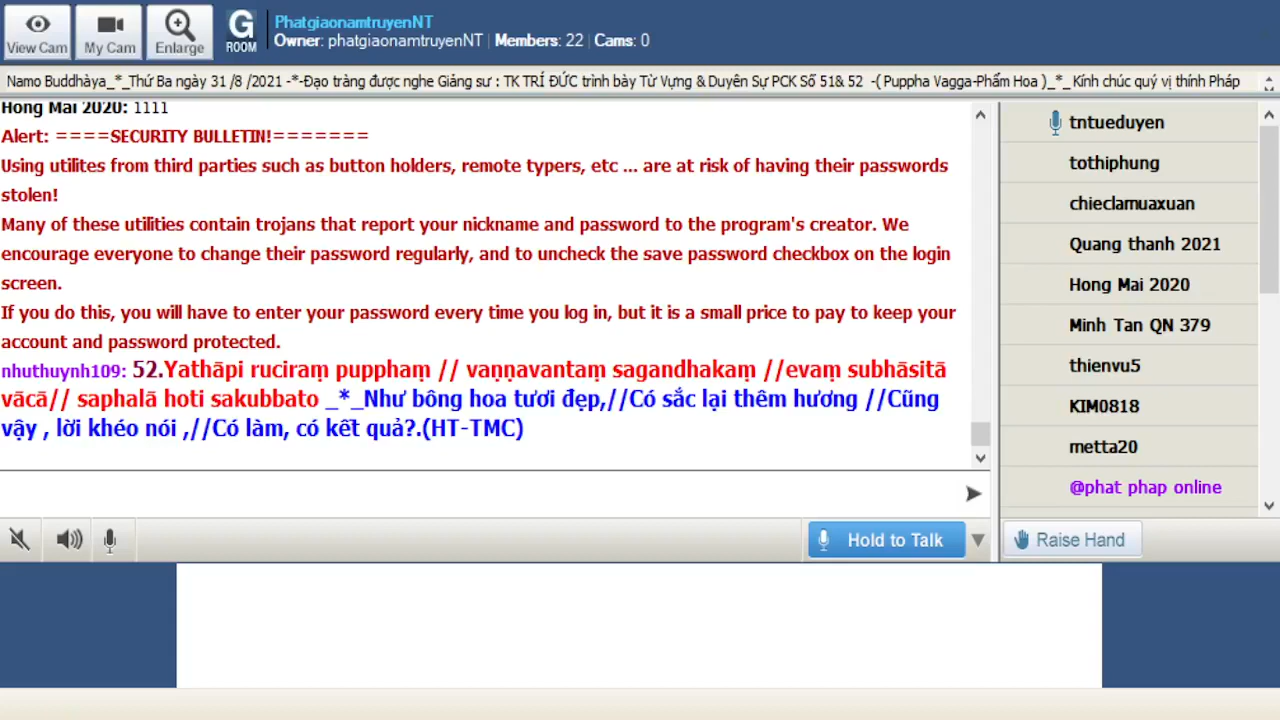 View Cam
My Cam
Enlarge
G
ROOM
PhatgiaonamtruyenNT
Owner: phatgiaonamtruyenNT | Members: 22 | Cams: 0
Namo Buddhàya_*_Thứ Ba ngày 31 /8 /2021 -*-Đạo tràng được nghe Giảng sư : TK TRÍ ĐỨC trình bày Từ Vựng & Duyên Sự PCK Số 51& 52 -( Puppha Vagga-Phẩm Hoa )_*_ Kính chúc quý vị thính Pháp
Hong Mai 2020: 1111
Alert: ====SECURITY BULLETIN!=======
Using utilites from third parties such as button holders, remote typers, etc ... are at risk of having their passwords
stolen!
Many of these utilities contain trojans that report your nickname and password to the program's creator. We
encourage everyone to change their password regularly, and to uncheck the save password checkbox on the login
screen.
If you do this, you will have to enter your password every time you log in, but it is a small price to pay to keep your
account and password protected.
nhuthuynh109: 52.Yathāpi ruciraṃ pupphaṃ // vaṇṇavantaṃ sagandhakaṃ //evaṃ subhāsitā
vācā// saphalā hoti sakubbato _*_Như bông hoa tươi đẹp,//Có sắc lại thêm hương //Cũng
vậy , lời khéo nói ,//Có làm, có kết quả?.(HT-TMC)
tntueduyen
tothiphung
chieclamuaxuan
Quang thanh 2021
Hong Mai 2020
Minh Tan QN 379
thienvu5
KIM0818
metta20
@phat phap online
Hold to Talk
Raise Hand